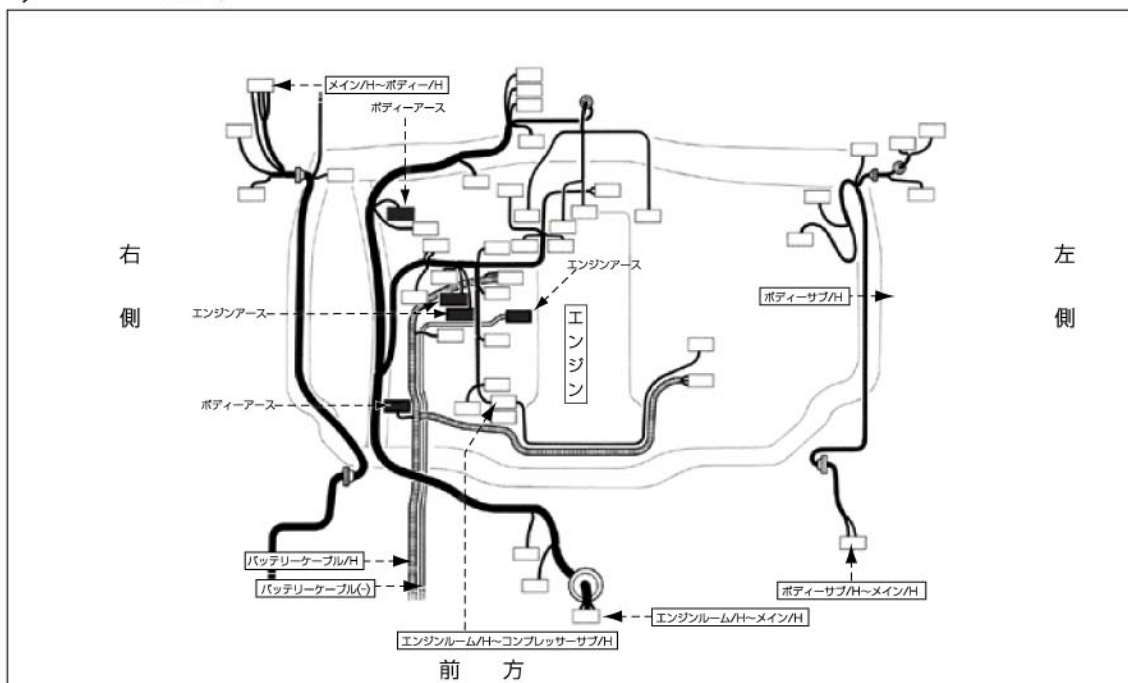 メイン/H~ボディー/H
ボディーアース
右側
エンジンアース
エンジンアース
エンジン
ボディーサブ/H
左側
ボディーアース
バッテリーケーブル/H
バッテリーケーブル(-)
ボディーサブ/H~メイン/H
エンジンルーム/H~メイン/H
エンジンルーム/H~コンプレッサーサブ/H
前方